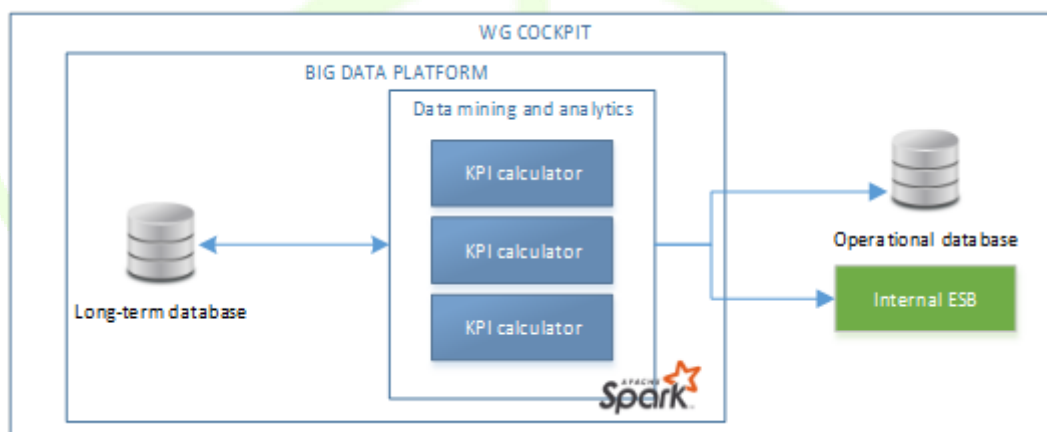 WG COCKPIT
BIG DATA PLATFORM
Data mining and analytics
KPI calculator
KPI calculator
KPI calculator
Long-term database
Operational database
Internal ESB
APACHE
Spark